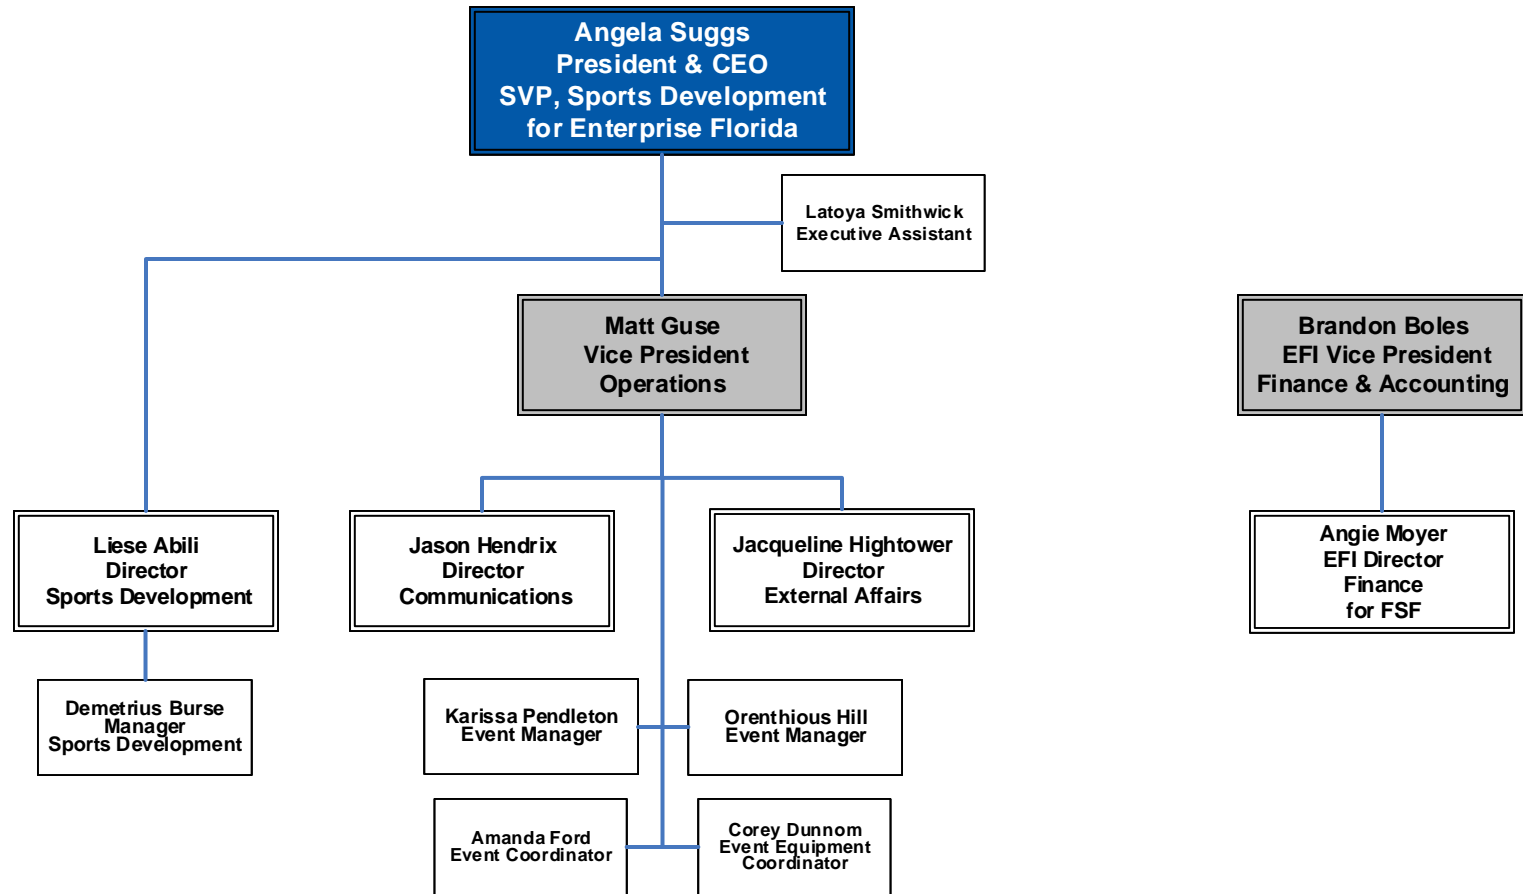 Angela Suggs
President & CEO
SVP, Sports Development
for Enterprise Florida
Latoya Smithwick
Executive Assistant
Matt Guse
Vice President
Operations
Brandon Boles
EFI Vice President
Finance & Accounting
Liese Abili
Director
Sports Development
Jason Hendrix
Director
Communications
Jacqueline Hightower
Director
External Affairs
Angie Moyer
EFI Director
Finance
for FSF
Demetrius Burse
Manager
Sports Development
Karissa Pendleton
Event Manager
Orenthious Hill
Event Manager
Amanda Ford
Event Coordinator
Corey Dunnom
Event Equipment
Coordinator